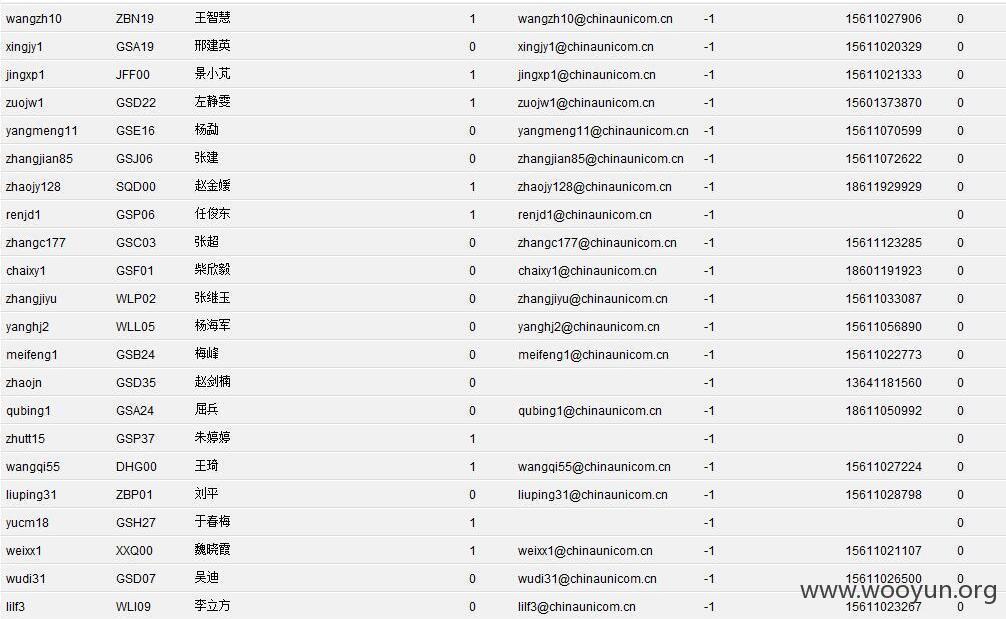 wangzh10 ZBN19 王智慧 1 wangzh10@chinaunicom.cn -1 15611027906 0
xingjy1 GSA19 邢建英 0 xingjy1@chinaunicom.cn -1 15611020329 0
jingxp1 JFF00 景小芃 1 jingxp1@chinaunicom.cn -1 15611021333 0
zuojw1 GSD22 左静雯 1 zuojw1@chinaunicom.cn -1 15601373870 0
yangmeng11 GSE16 杨勐 0 yangmeng11@chinaunicom.cn -1 15611070599 0
zhangjian85 GSJ06 张建 0 zhangjian85@chinaunicom.cn -1 15611072622 0
zhaojy128 SQD00 赵金媛 1 zhaojy128@chinaunicom.cn -1 18611929929 0
renjd1 GSP06 任俊东 1 renjd1@chinaunicom.cn -1 0
zhangc177 GSC03 张超 0 zhangc177@chinaunicom.cn -1 15611123285 0
chaixy1 GSF01 柴欣毅 0 chaixy1@chinaunicom.cn -1 18601191923 0
zhangjiyu WLP02 张继玉 0 zhangjiyu@chinaunicom.cn -1 15611033087 0
yanghj2 WLL05 杨海军 0 yanghj2@chinaunicom.cn -1 15611056890 0
meifeng1 GSB24 梅峰 0 meifeng1@chinaunicom.cn -1 15611022773 0
zhaojn GSD35 赵剑楠 0 -1 13641181560 0
qubing1 GSA24 屈兵 0 qubing1@chinaunicom.cn -1 18611050992 0
zhutt15 GSP37 朱婷婷 1 -1 0
wangqi55 DHG00 王琦 1 wangqi55@chinaunicom.cn -1 15611027224 0
liuping31 ZBP01 刘平 0 liuping31@chinaunicom.cn -1 15611028798 0
yucm18 GSH27 于春梅 1 -1 0
weixx1 XXQ00 魏晓霞 1 weixx1@chinaunicom.cn -1 15611021107 0
wudi31 GSD07 吴迪 0 wudi31@chinaunicom.cn -1 15611026500 0
www.wooyun.org
lilf3 WLI09 李立方 0 lilf3@chinaunicom.cn -1 15611023267 0